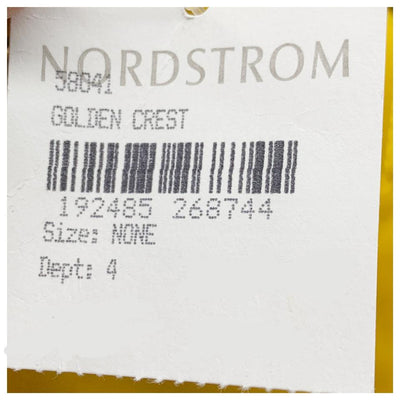 NORDSTROM
58041
GOLDEN CREST
192485 268744
Size: NONE
Dept: 4